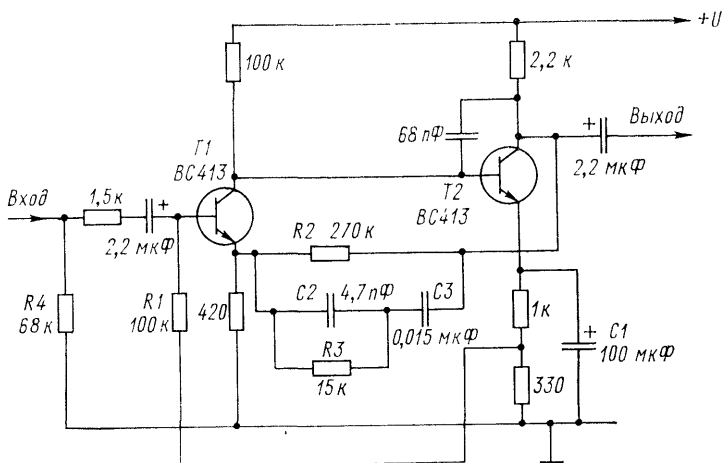 +U
100 к
2,2 к
68 пФ
+
Выход
2,2 мкФ
T1
BC413
T2
BC413
Вход
1,5к
+
2,2 мкФ
R2 270 к
R4
68 к
R1
100 к
420
C2 4,7 пФ C3
0,015 мкФ
R3
15 к
1к
+
C1
100 мкФ
330